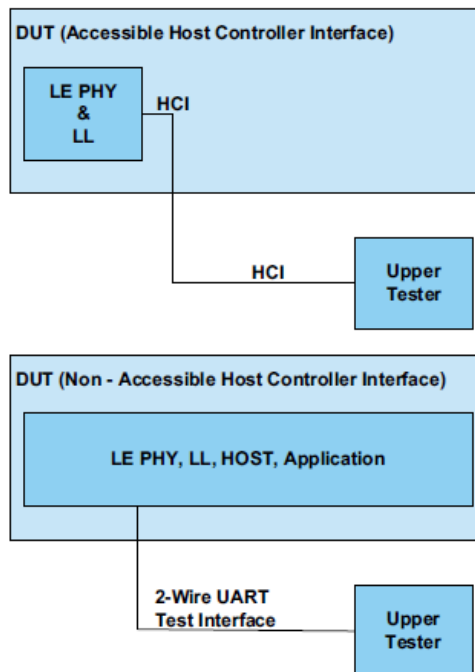 DUT (Accessible Host Controller Interface)
LE PHY
&
LL
HCI
HCI
Upper
Tester
DUT (Non - Accessible Host Controller Interface)
LE PHY, LL, HOST, Application
2-Wire UART
Test Interface
Upper
Tester